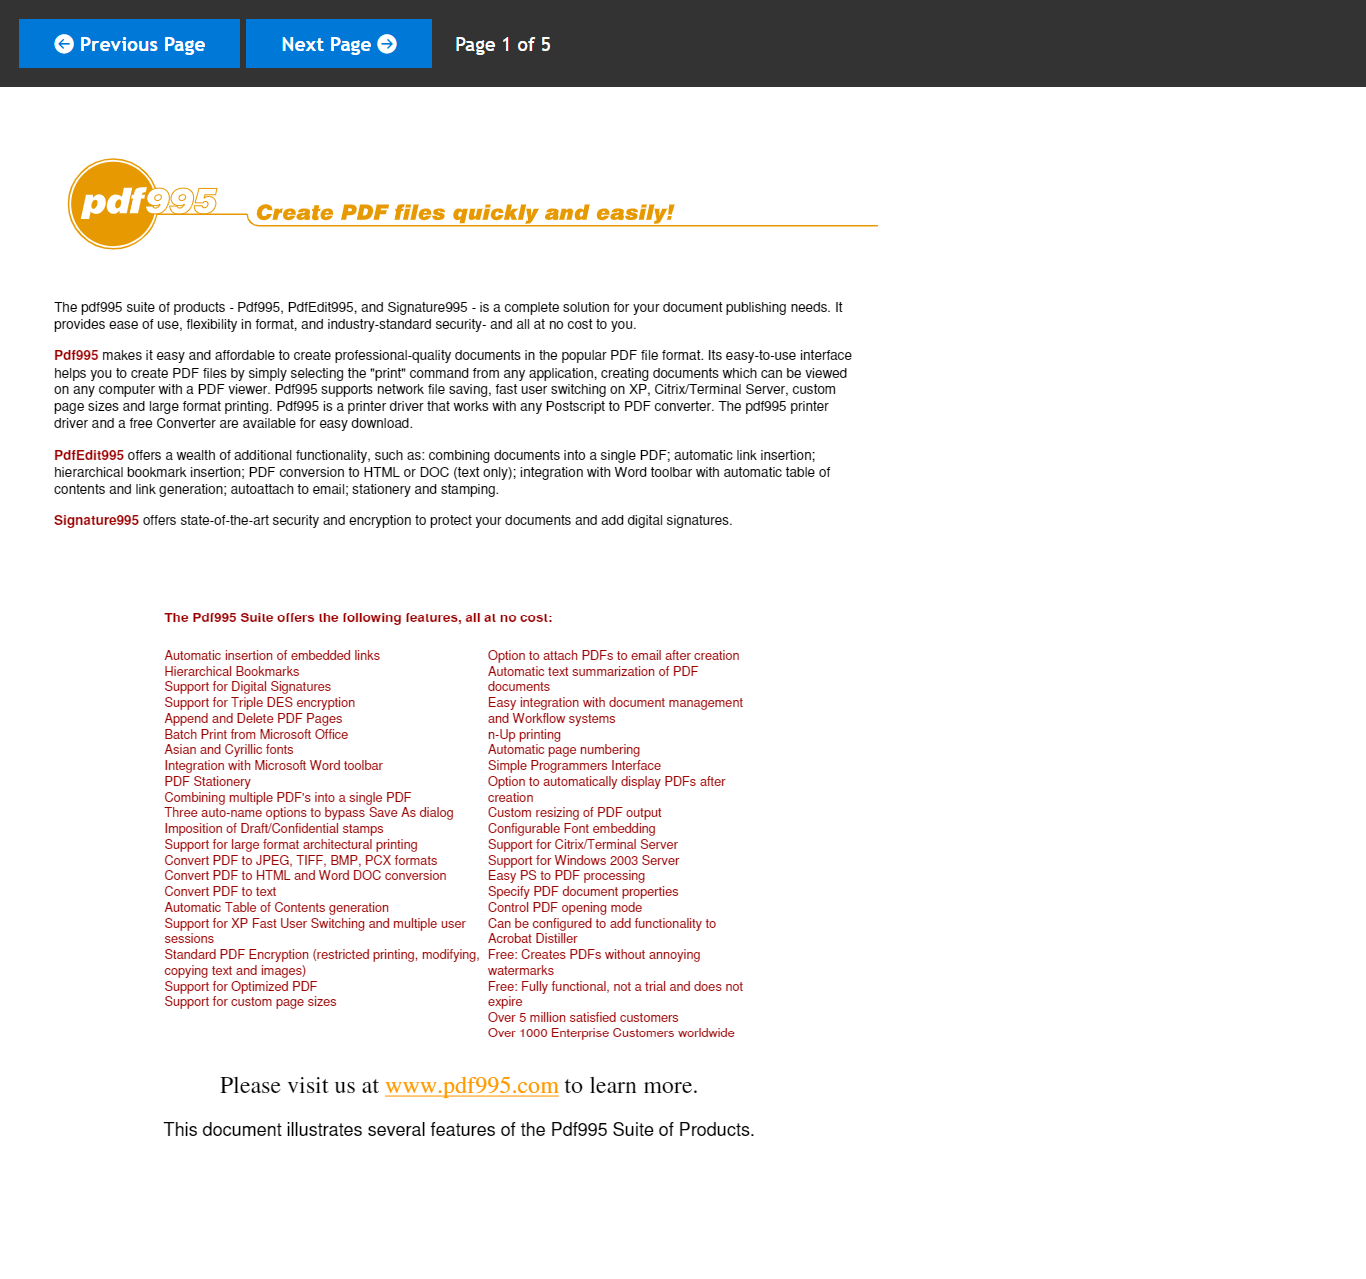 Previous Page
Next Page
Page 1 of 5
pdf995
Create PDF files quickly and easily!
The pdf995 suite of products - Pdf995, PdfEdit995, and Signature995 - is a complete solution for your document publishing needs. It
provides ease of use, flexibility in format, and industry-standard security- and all at no cost to you.
Pdf995 makes it easy and affordable to create professional-quality documents in the popular PDF file format. Its easy-to-use interface
helps you to create PDF files by simply selecting the "print" command from any application, creating documents which can be viewed
on any computer with a PDF viewer. Pdf995 supports network file saving, fast user switching on XP, Citrix/Terminal Server, custom
page sizes and large format printing. Pdf995 is a printer driver that works with any Postscript to PDF converter. The pdf995 printer
driver and a free Converter are available for easy download.
PdfEdit995 offers a wealth of additional functionality, such as: combining documents into a single PDF; automatic link insertion;
hierarchical bookmark insertion; PDF conversion to HTML or DOC (text only); integration with Word toolbar with automatic table of
contents and link generation; autoattach to email; stationery and stamping.
Signature995 offers state-of-the-art security and encryption to protect your documents and add digital signatures.
The Pdf995 Suite offers the following features, all at no cost:
Automatic insertion of embedded links
Hierarchical Bookmarks
Support for Digital Signatures
Support for Triple DES encryption
Append and Delete PDF Pages
Batch Print from Microsoft Office
Asian and Cyrillic fonts
Integration with Microsoft Word toolbar
PDF Stationery
Combining multiple PDF's into a single PDF
Three auto-name options to bypass Save As dialog
Imposition of Draft/Confidential stamps
Support for large format architectural printing
Convert PDF to JPEG, TIFF, BMP, PCX formats
Convert PDF to HTML and Word DOC conversion
Convert PDF to text
Automatic Table of Contents generation
Support for XP Fast User Switching and multiple user
sessions
Standard PDF Encryption (restricted printing, modifying,
copying text and images)
Support for Optimized PDF
Support for custom page sizes
Option to attach PDFs to email after creation
Automatic text summarization of PDF
documents
Easy integration with document management
and Workflow systems
n-Up printing
Automatic page numbering
Simple Programmers Interface
Option to automatically display PDFs after
creation
Custom resizing of PDF output
Configurable Font embedding
Support for Citrix/Terminal Server
Support for Windows 2003 Server
Easy PS to PDF processing
Specify PDF document properties
Control PDF opening mode
Can be configured to add functionality to
Acrobat Distiller
Free: Creates PDFs without annoying
watermarks
Free: Fully functional, not a trial and does not
expire
Over 5 million satisfied customers
Over 1000 Enterprise Customers worldwide
Please visit us at www.pdf995.com to learn more.
This document illustrates several features of the Pdf995 Suite of Products.